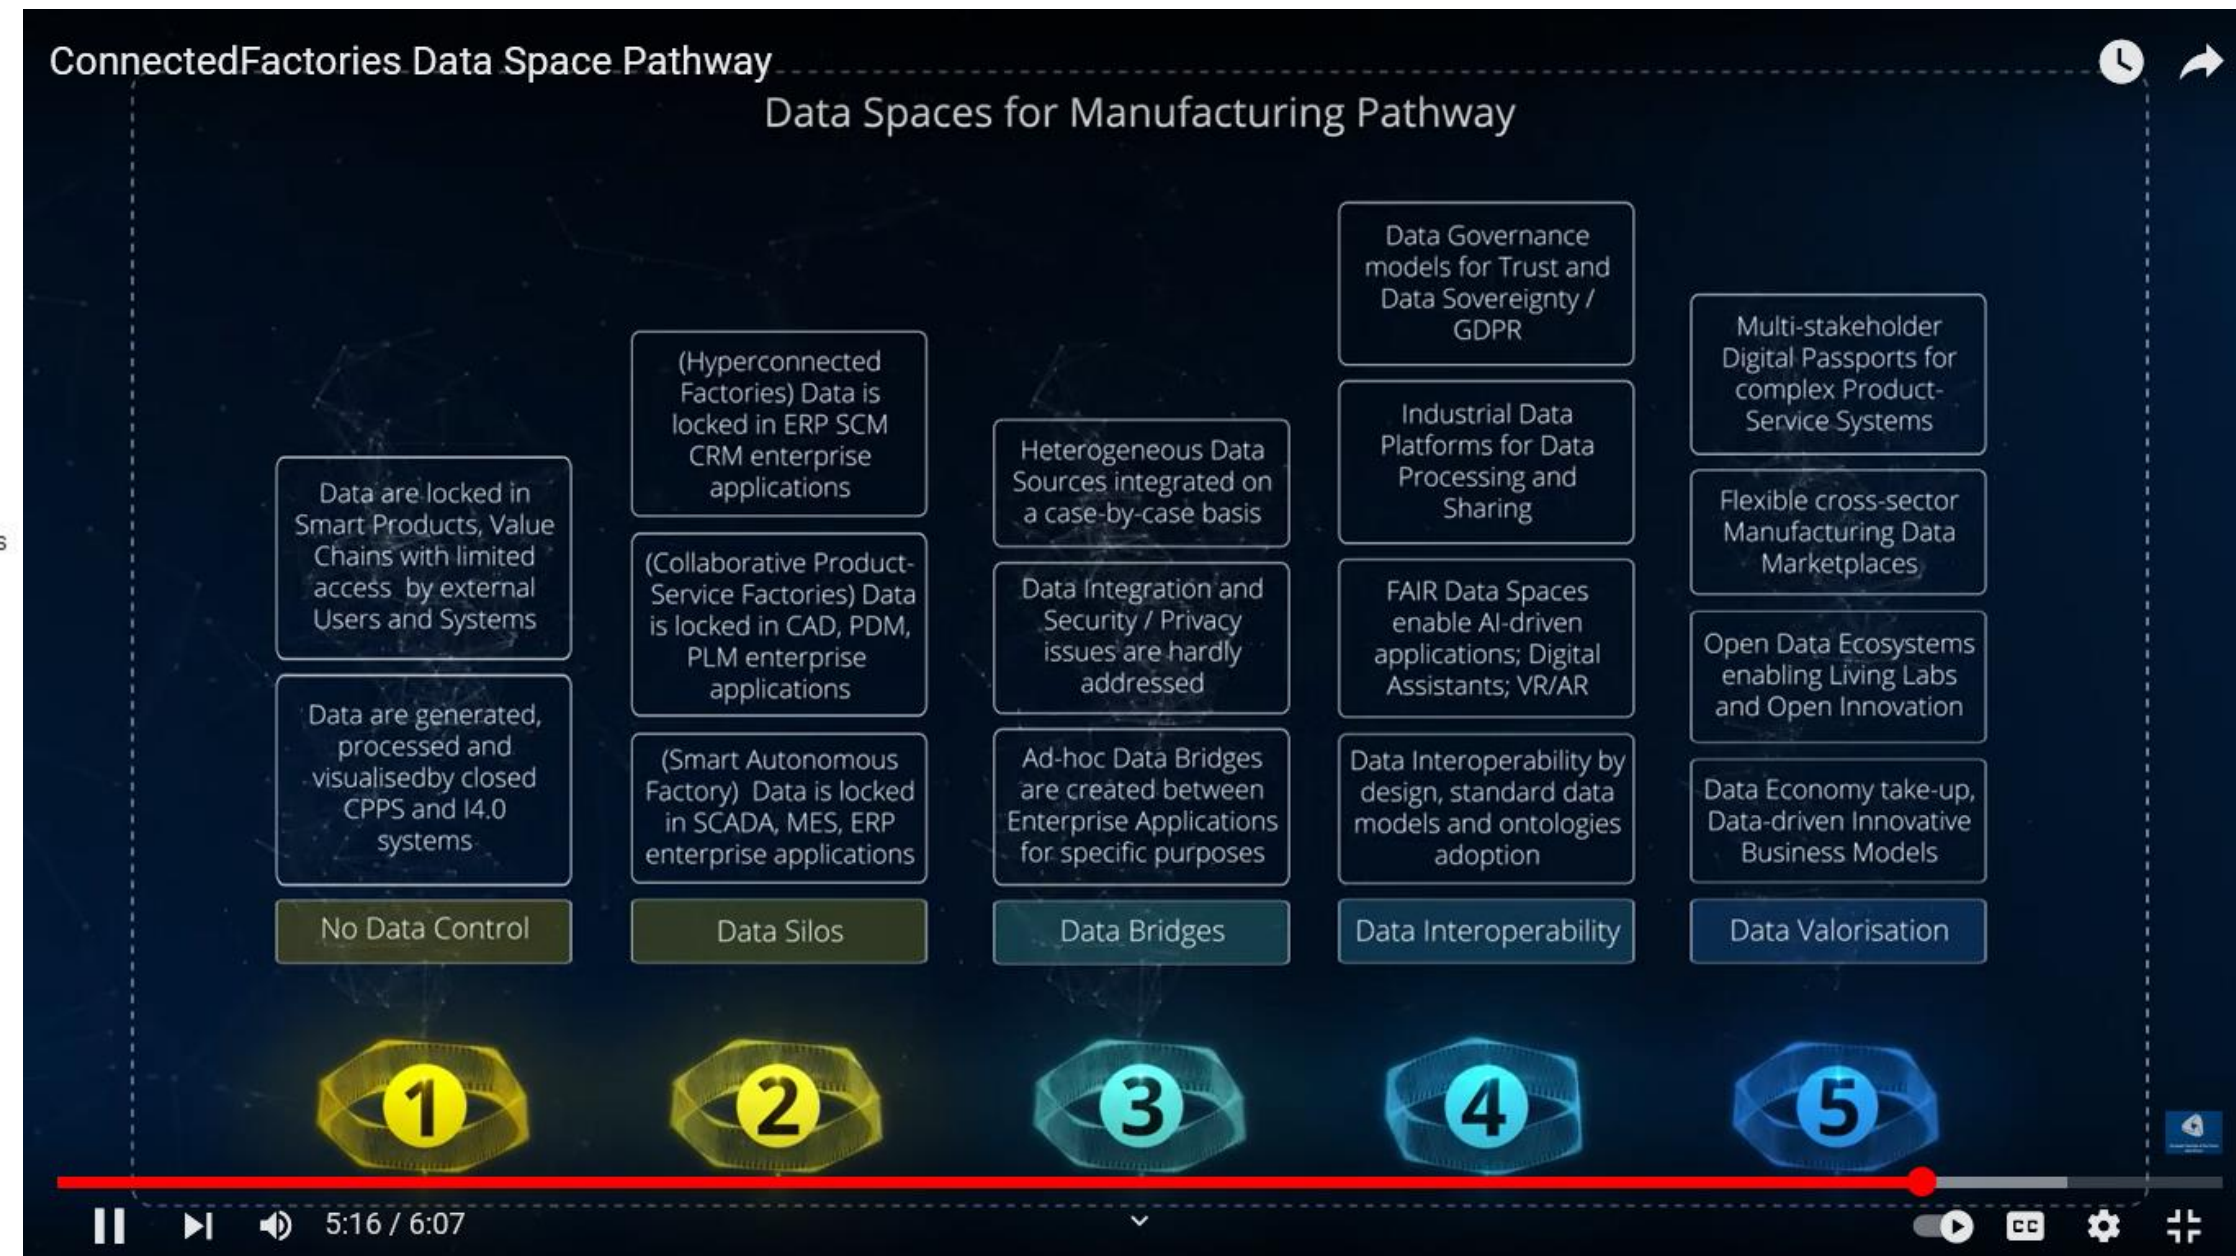 ConnectedFactories Data Space Pathway
Data Spaces for Manufacturing Pathway
Data are locked in
Smart Products, Value
Chains with limited
access by external
Users and Systems
Data are generated,
processed and
visualisedby closed
CPPS and I4.0
systems
No Data Control
1
(Hyperconnected
Factories) Data is
locked in ERP SCM
CRM enterprise
applications
(Collaborative Product-
Service Factories) Data
is locked in CAD, PDM,
PLM enterprise
applications
(Smart Autonomous
Factory) Data is locked
in SCADA, MES, ERP
enterprise applications
Data Silos
2
Heterogeneous Data
Sources integrated on
a case-by-case basis
Data Integration and
Security / Privacy
issues are hardly
addressed
Ad-hoc Data Bridges
are created between
Enterprise Applications
for specific purposes
Data Bridges
3
Data Governance
models for Trust and
Data Sovereignty /
GDPR
Industrial Data
Platforms for Data
Processing and
Sharing
FAIR Data Spaces
enable AI-driven
applications; Digital
Assistants; VR/AR
Data Interoperability by
design, standard data
models and ontologies
adoption
Data Interoperability
4
Multi-stakeholder
Digital Passports for
complex Product-
Service Systems
Flexible cross-sector
Manufacturing Data
Marketplaces
Open Data Ecosystems
enabling Living Labs
and Open Innovation
Data Economy take-up,
Data-driven Innovative
Business Models
Data Valorisation
5
s
5:16 / 6:07
CC